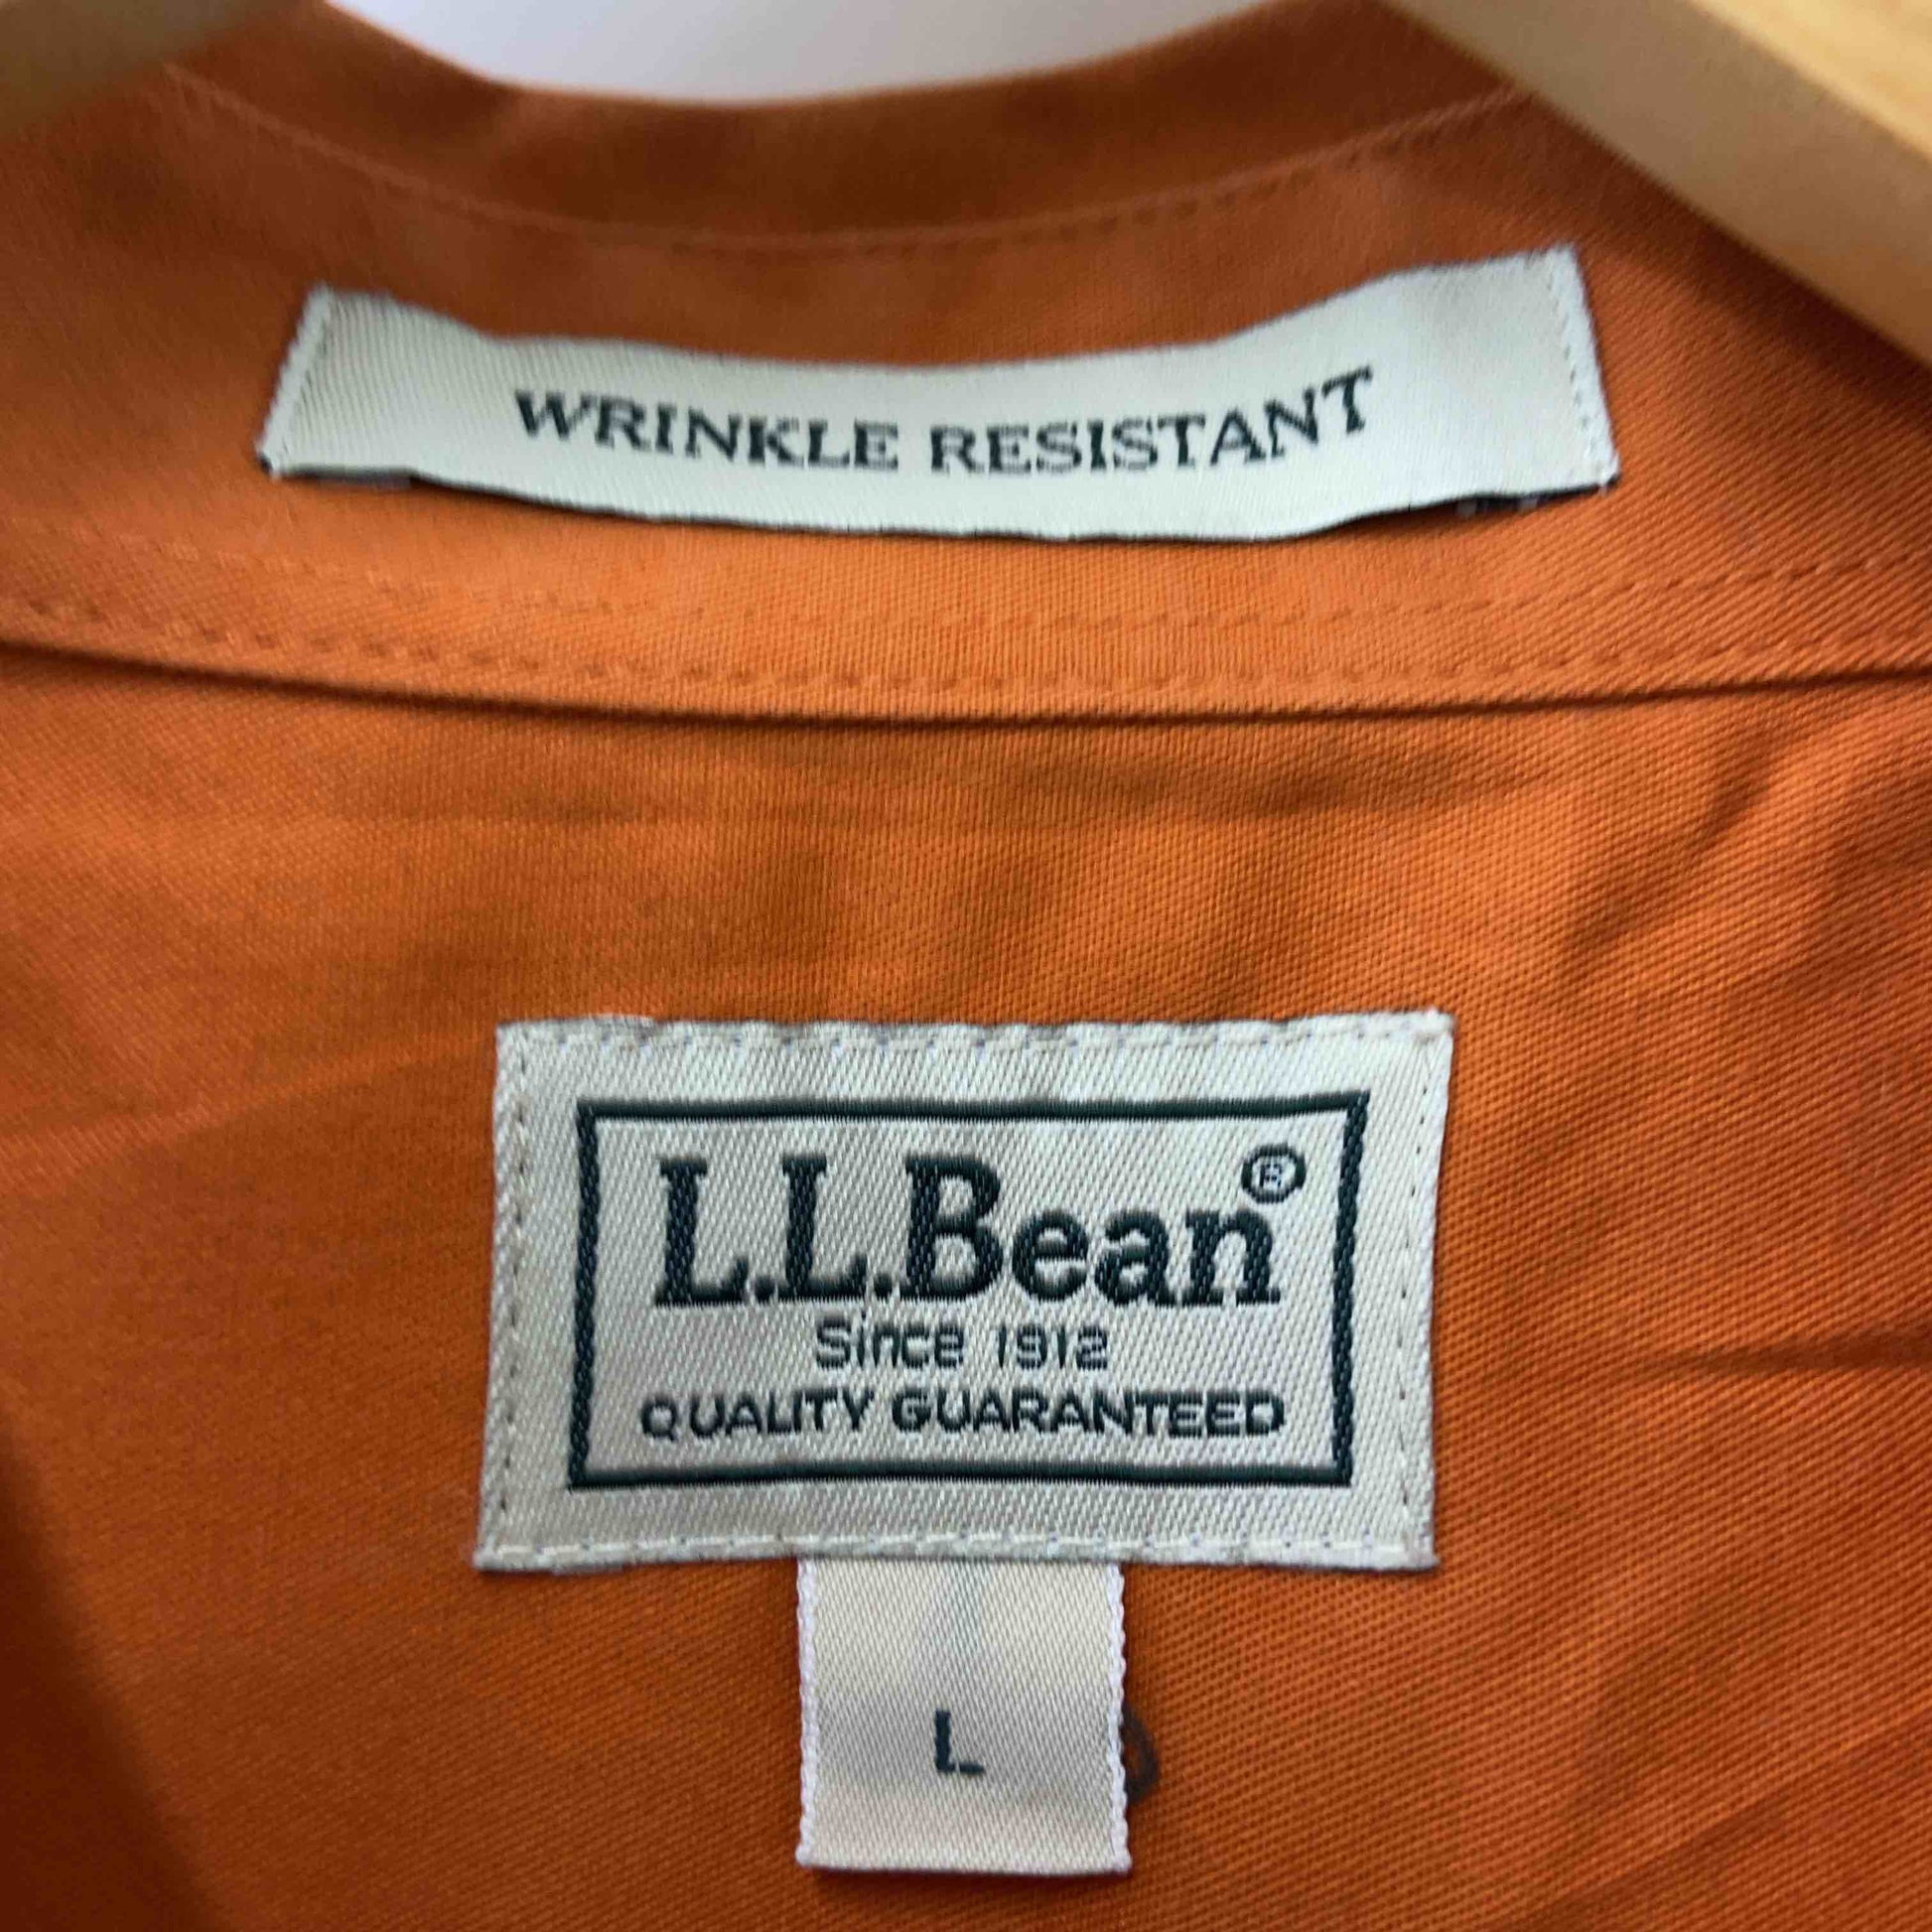 WRINKLE RESISTANT
L.L.Bean®
Since 1912
QUALITY GUARANTEED
L